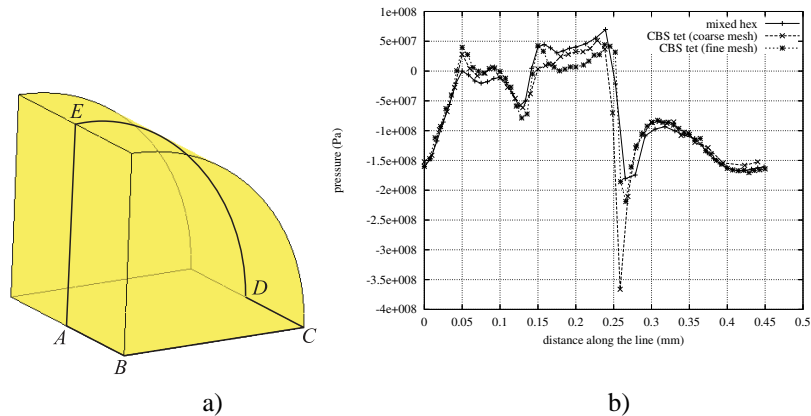 E
D
A
B
C
a)
1e+008
5e+007
0
-5e+007
-1e+008
-1.5e+008
-2e+008
-2.5e+008
-3e+008
-3.5e+008
-4e+008
pressure (Pa)
mixed hex
CBS tet (coarse mesh)
CBS tet (fine mesh)
0 0.05 0.1 0.15 0.2 0.25 0.3 0.35 0.4 0.45 0.5
distance along the line (mm)
b)